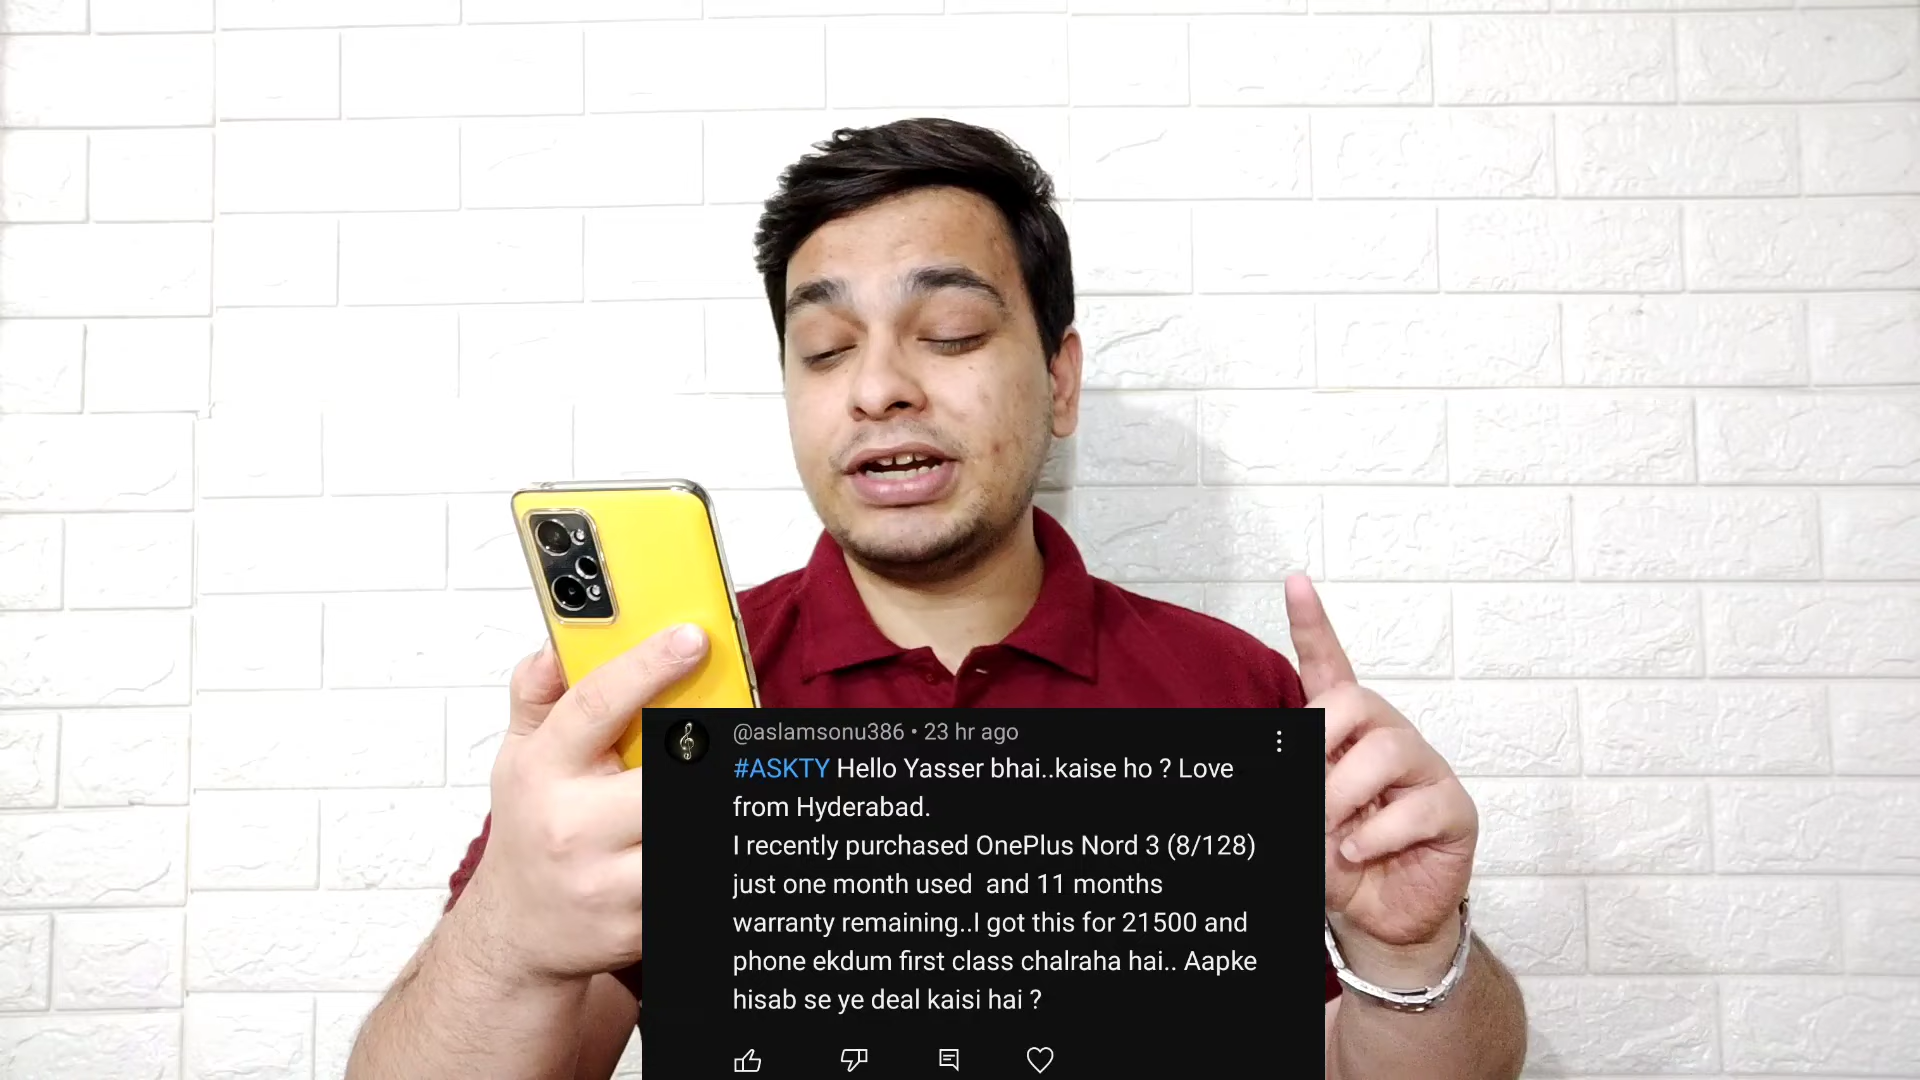 @aslamsonu386 • 23 hr ago
#ASKTY Hello Yasser bhai..kaise ho ? Love
from Hyderabad.
I recently purchased OnePlus Nord 3 (8/128)
just one month used  and 11 months
warranty remaining..I got this for 21500 and
phone ekdum first class chalraha hai.. Aapke
hisab se ye deal kaisi hai ?